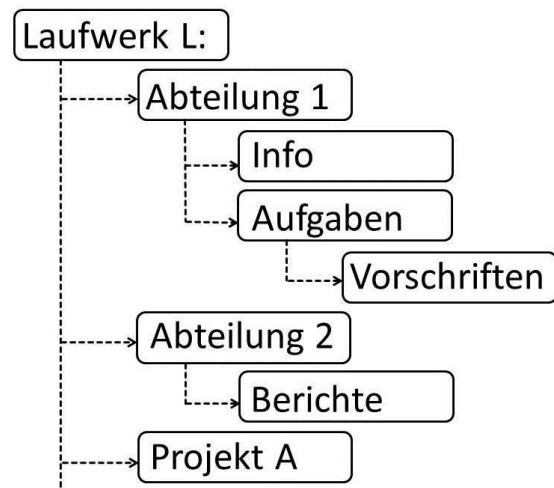 Laufwerk L:
Abteilung 1
Info
Aufgaben
Vorschriften
Abteilung 2
Berichte
Projekt A